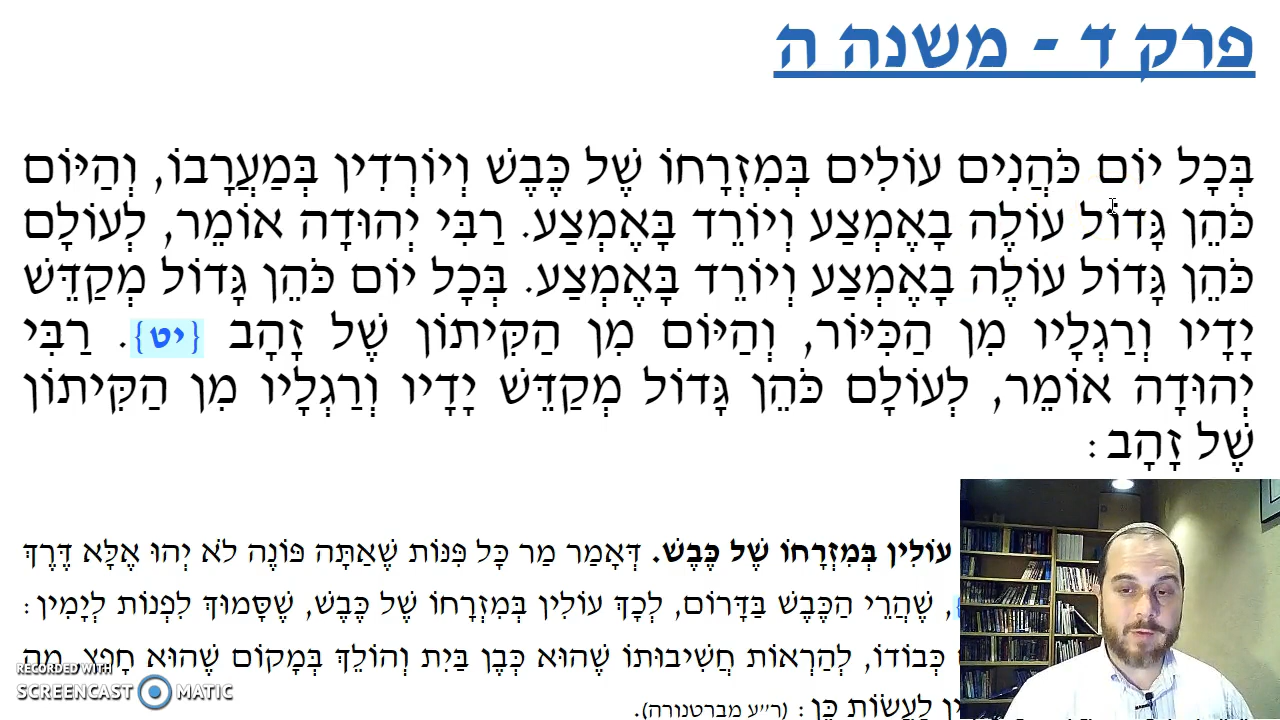 פרק ד - משנה ה
בְּכָל יוֹם כֹּהֲנִים עוֹלִים בְּמִזְרָחוֹ שֶׁל כֶּבֶשׁ וְיוֹרְדִין בְּמַעֲרָבוֹ, וְהַיּוֹם
כֹּהֵן גָּדוֹל עוֹלֶה בָאֶמְצַע וְיוֹרֵד בָּאֶמְצַע. רַבִּי יְהוּדָה אוֹמֵר, לְעוֹלָם
כֹּהֵן גָּדוֹל עוֹלֶה בָאֶמְצַע וְיוֹרֵד בָּאֶמְצַע. בְּכָל יוֹם כֹּהֵן גָּדוֹל מְקַדֵּשׁ
יָדָיו וְרַגְלָיו מִן הַכִּיּוֹר, וְהַיּוֹם מִן הַקִּיתוֹן שֶׁל זָהָב {יט}. רַבִּי
יְהוּדָה אוֹמֵר, לְעוֹלָם כֹּהֵן גָּדוֹל מְקַדֵּשׁ יָדָיו וְרַגְלָיו מִן הַקִּיתוֹן
שֶׁל זָהָב:
עוֹלִין בְּמִזְרָחוֹ שֶׁל כֶּבֶשׁ. דְּאָמַר מַר כָּל פִּנּוֹת שֶׁאַתָּה פּוֹנֶה לֹא יְהוּ אֶלָּא דֶּרֶךְ
, שֶׁהֲרֵי הַכֶּבֶשׁ בַּדָּרוֹם, לְכָךְ עוֹלִין בְּמִזְרָחוֹ שֶׁל כֶּבֶשׁ, שֶׁסָּמוּךְ לִפְנוֹת לְיָמִין:
כְּבוֹדוֹ, לְהַרְאוֹת חֲשִׁיבוּתוֹ שֶׁהוּא כְּבֶן בַּיִת וְהוֹלֵךְ בְּמָקוֹם שֶׁהוּא חָפֵץ, מַה
לַעֲשׂוֹת כֵּן: (ר״ע מברטנורה).
RECORDED WITH
SCREENCAST MATIC